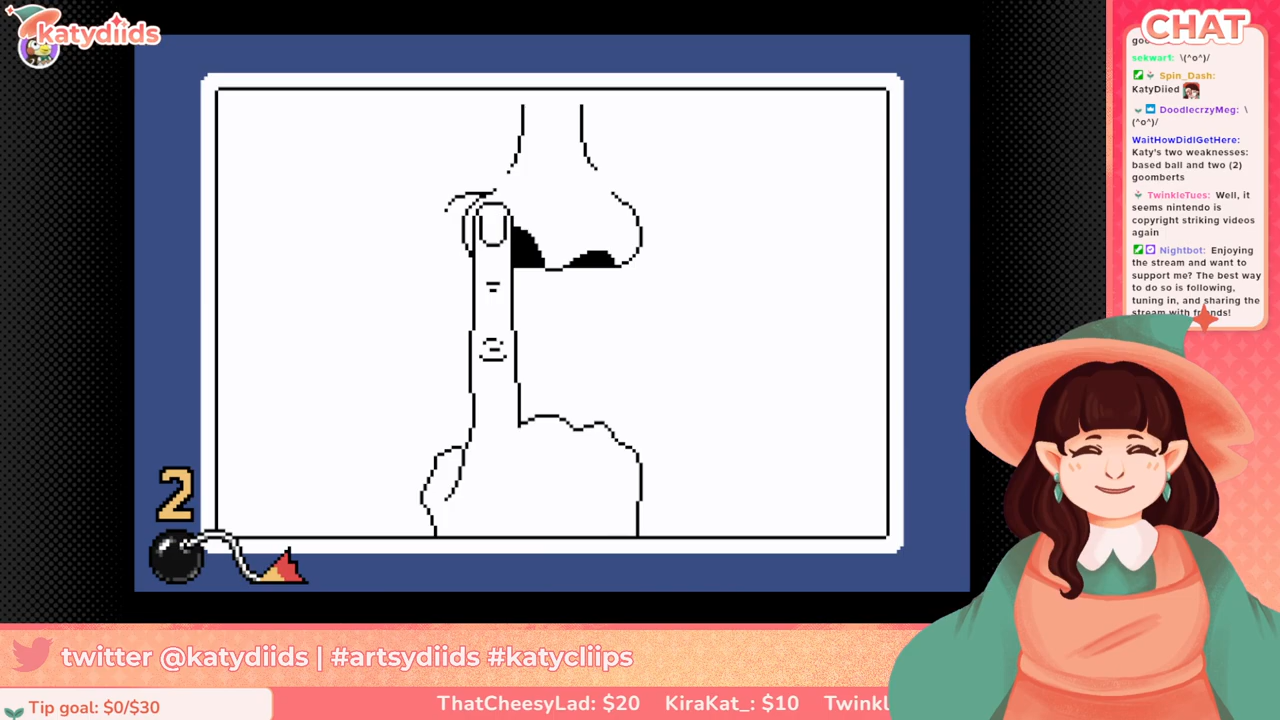 katydiids
CHAT
sekwar1: \(^o^)/
Spin_Dash:
KatyDiied
DoodlecrzyMeg: \
(^o^)/
WaitHowDidIGetHere:
Katy's two weaknesses:
based ball and two (2)
goomberts
TwinkleTues: Well, it
seems nintendo is
copyright striking videos
again
Nightbot: Enjoying
the stream and want to
support me? The best way
to do so is following,
tuning in, and sharing the
stream with friends!
2
twitter @katydiids | #artsydiids #katycliips
Tip goal: $0/$30
ThatCheesyLad: $20 KiraKat_: $10 Twinkl